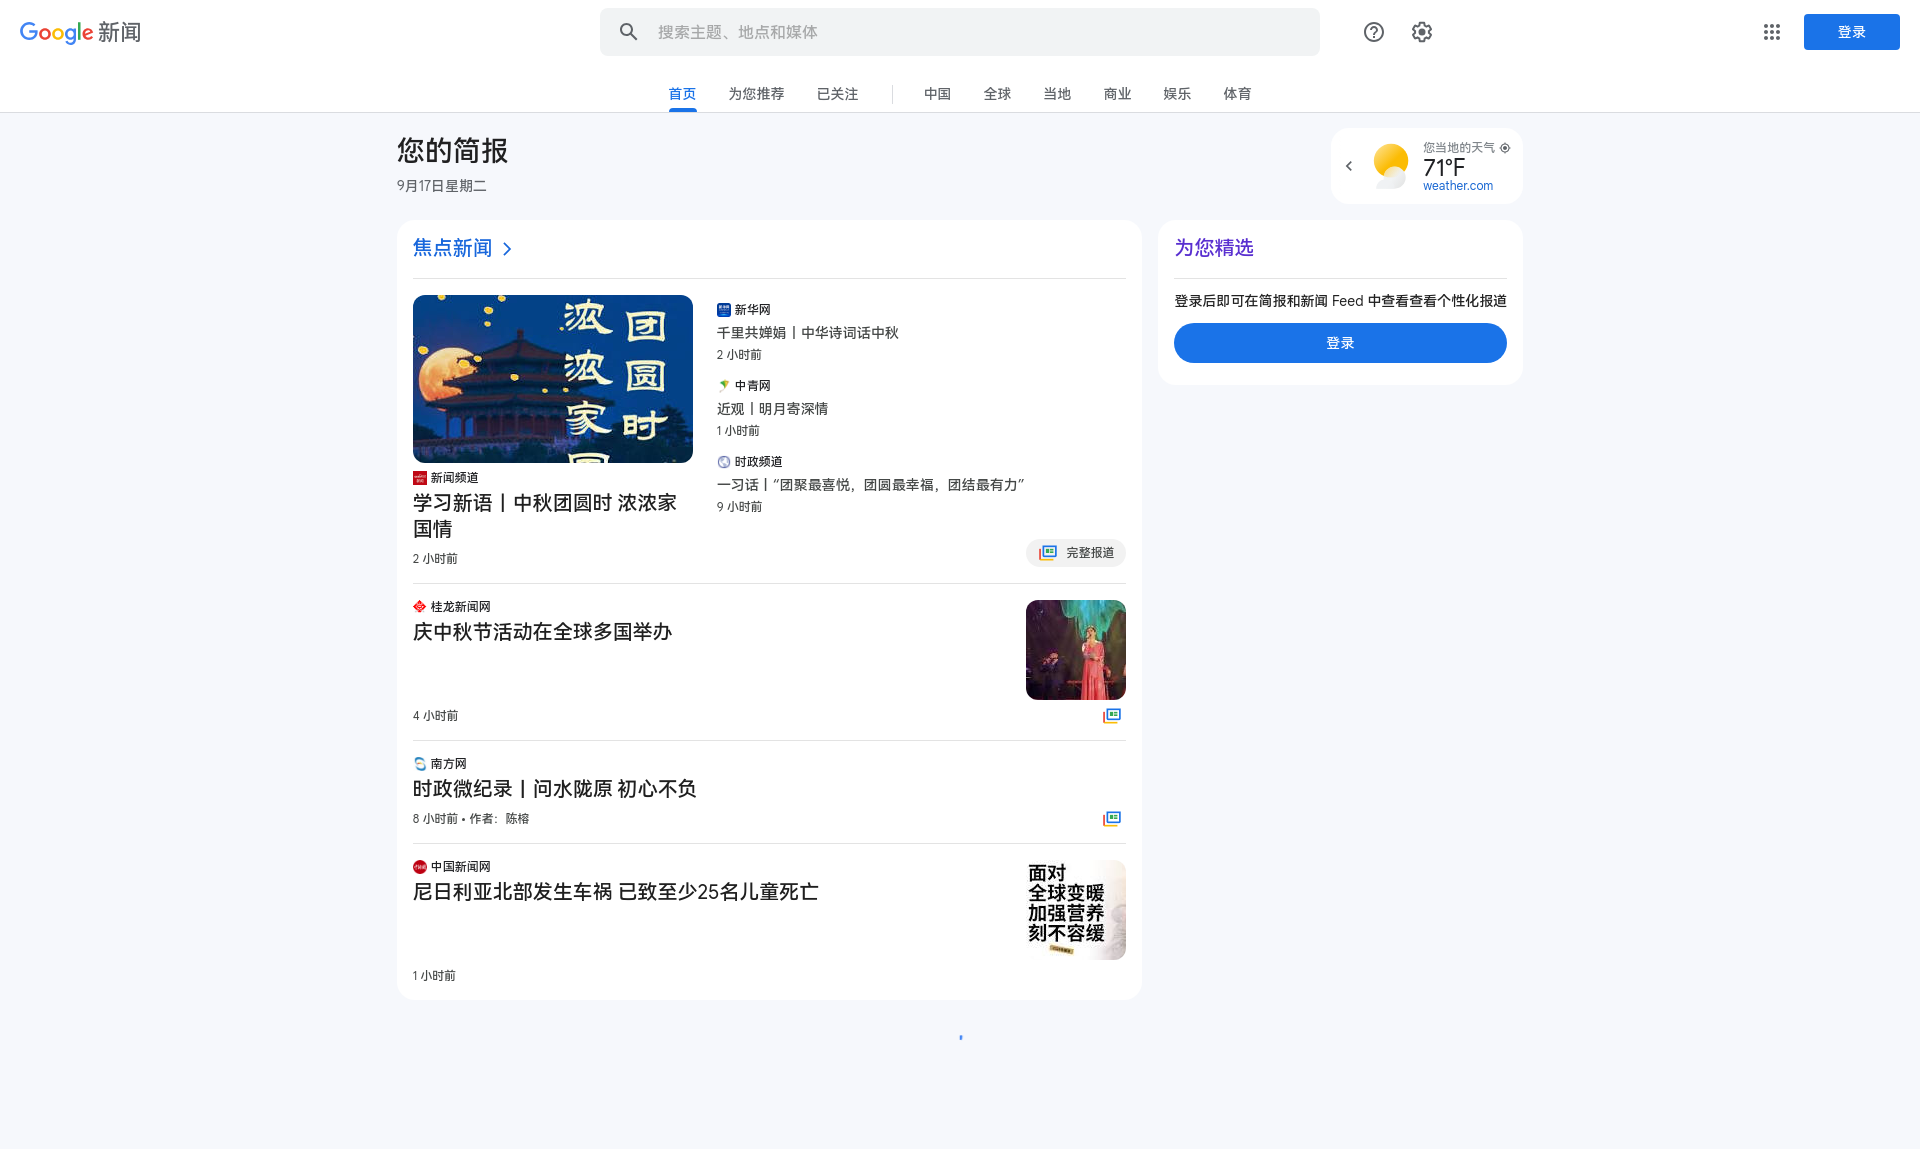 Google 新闻
搜索主题、地点和媒体
登录
首页
为您推荐
已关注
中国
全球
当地
商业
娱乐
体育
您的简报
9月17日星期二
您当地的天气
71°F
weather.com
焦点新闻
浓浓家国
团圆时
新闻频道
学习新语丨中秋团圆时 浓浓家
国情
2 小时前
新华网
千里共婵娟丨中华诗词话中秋
2 小时前
中青网
近观丨明月寄深情
1 小时前
时政频道
一习话丨“团聚最喜悦，团圆最幸福，团结最有力”
9 小时前
完整报道
桂龙新闻网
庆中秋节活动在全球多国举办
4 小时前
南方网
时政微纪录丨问水陇原 初心不负
8 小时前 • 作者：陈榕
中国新闻网
尼日利亚北部发生车祸 已致至少25名儿童死亡
面对
全球变暖
加强营养
刻不容缓
1 小时前
为您精选
登录后即可在简报和新闻 Feed 中查看查看个性化报道
登录